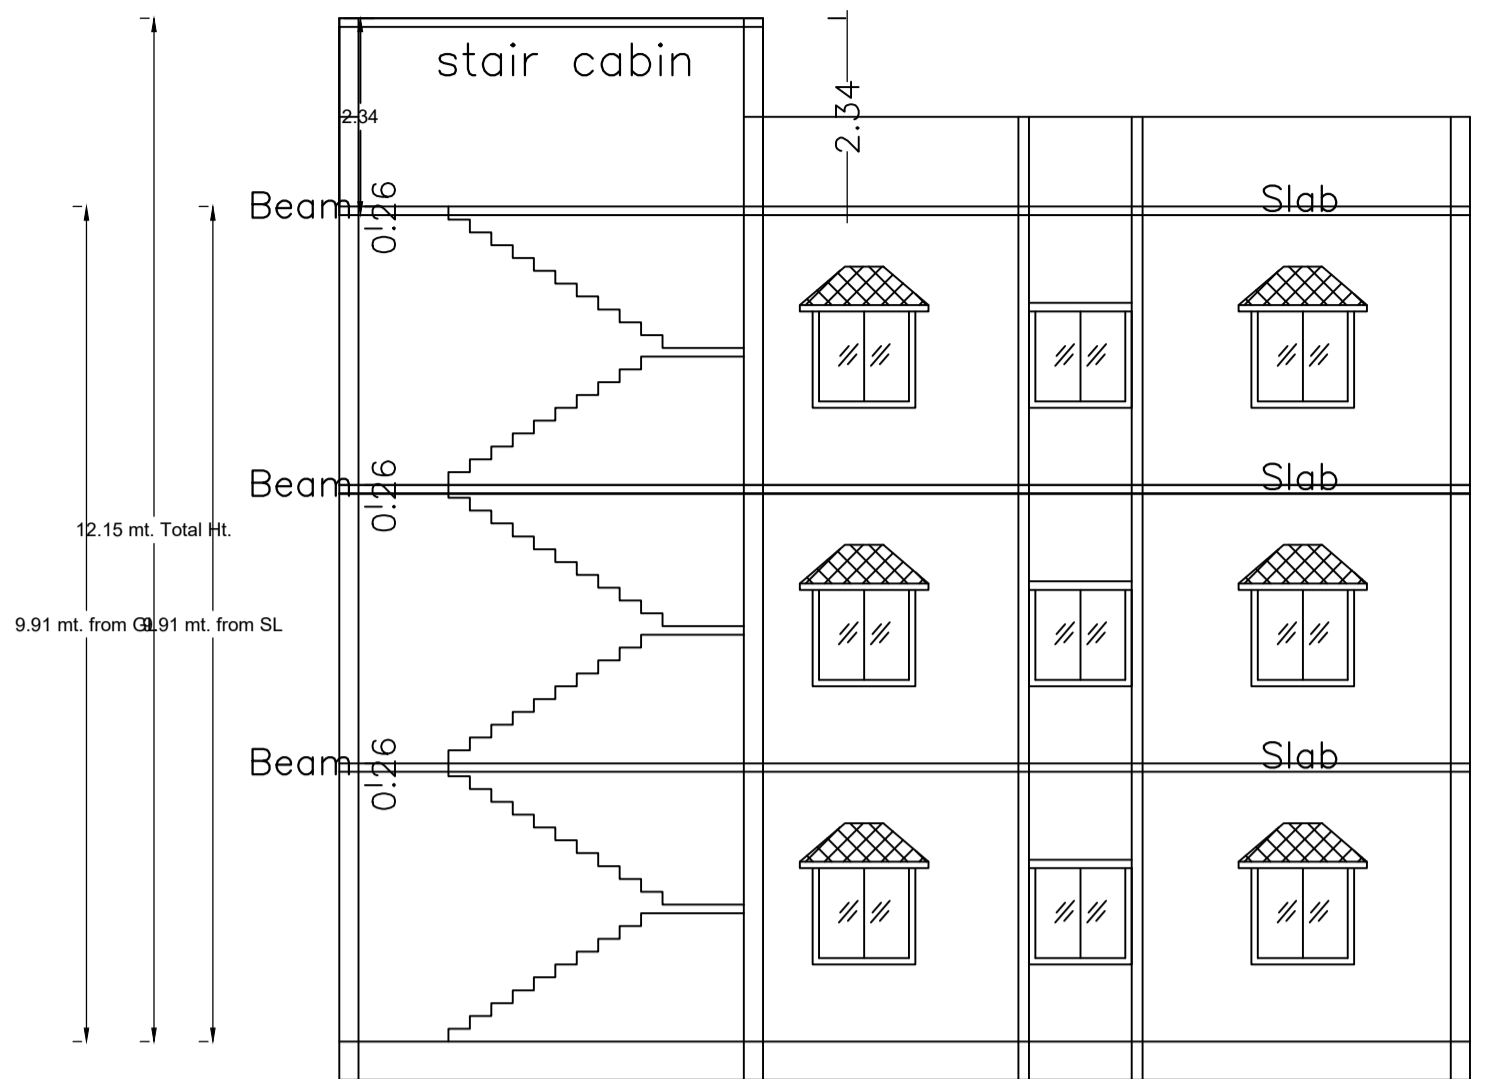 stair cabin
2.34
2.34
Beam
0.26
Slab
Beam
0.26
Slab
12.15 mt. Total Ht.
9.91 mt. from GL
9.91 mt. from SL
Beam
0.26
Slab